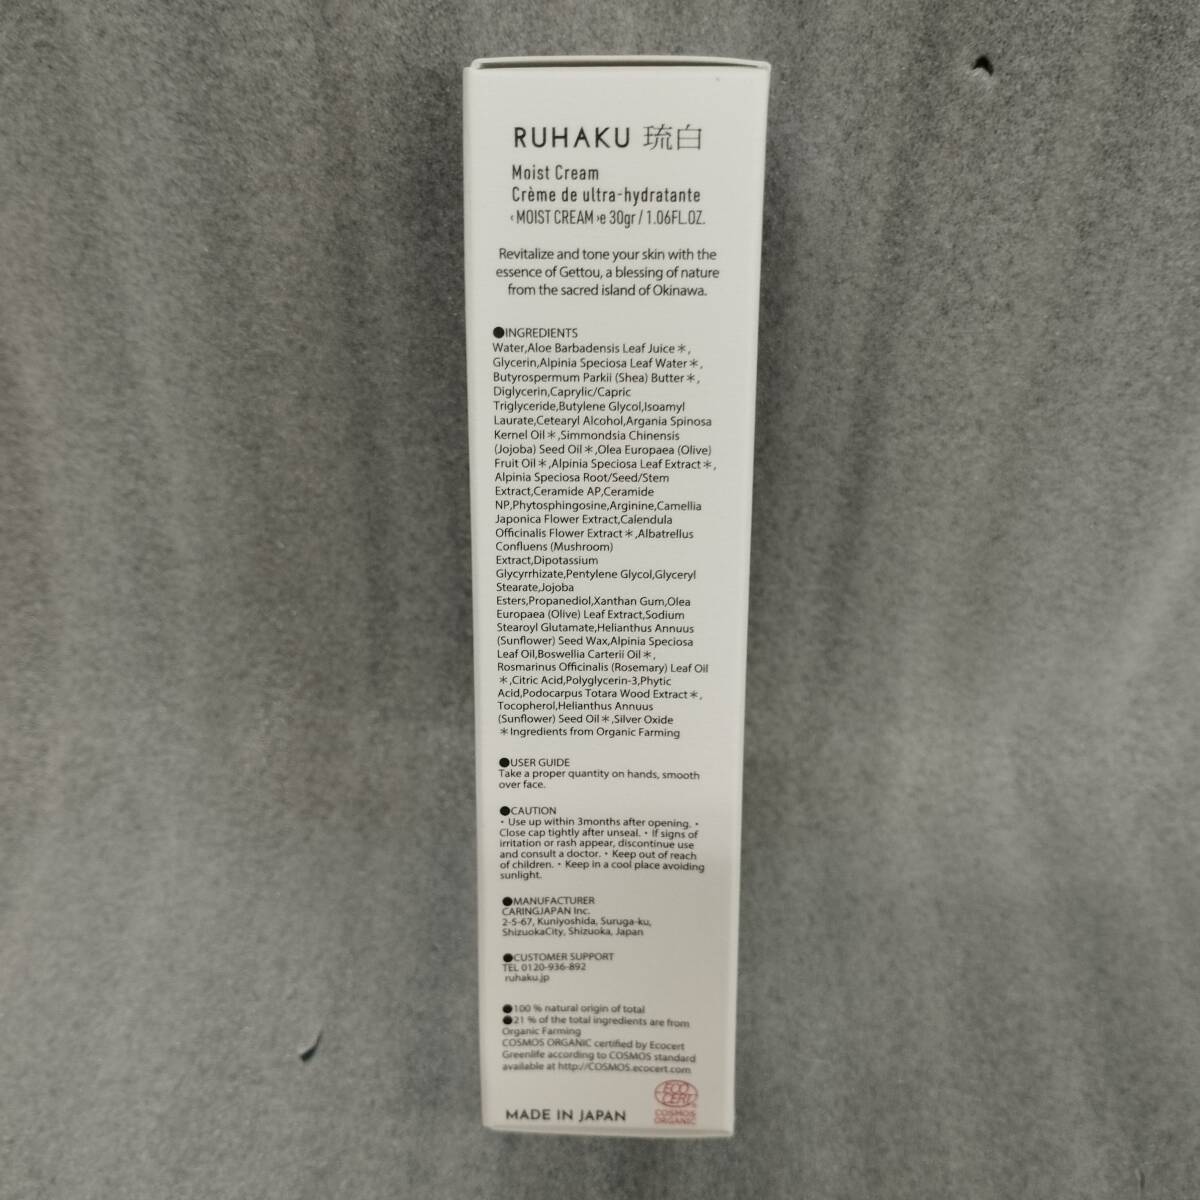 RUHAKU 琉白
Moist Cream
Crème de ultra-hydratante
‹ MOIST CREAM ›e 30gr / 1.06FL.OZ.
Revitalize and tone your skin with the
essence of Gettou, a blessing of nature
from the sacred island of Okinawa.
●INGREDIENTS
Water,Aloe Barbadensis Leaf Juice＊,
Glycerin,Alpinia Speciosa Leaf Water＊,
Butyrospermum Parkii (Shea) Butter＊,
Diglycerin,Caprylic/Capric
Triglyceride,Butylene Glycol,Isoamyl
Laurate,Cetearyl Alcohol,Argania Spinosa
Kernel Oil＊,Simmondsia Chinensis
(Jojoba) Seed Oil＊,Olea Europaea (Olive)
Fruit Oil＊,Alpinia Speciosa Leaf Extract＊,
Alpinia Speciosa Root/Seed/Stem
Extract,Ceramide AP,Ceramide
NP,Phytosphingosine,Arginine,Camellia
Japonica Flower Extract,Calendula
Officinalis Flower Extract＊,Albatrellus
Confluens (Mushroom)
Extract,Dipotassium
Glycyrrhizate,Pentylene Glycol,Glyceryl
Stearate,Jojoba
Esters,Propanediol,Xanthan Gum,Olea
Europaea (Olive) Leaf Extract,Sodium
Stearoyl Glutamate,Helianthus Annuus
(Sunflower) Seed Wax,Alpinia Speciosa
Leaf Oil,Boswellia Carterii Oil＊,
Rosmarinus Officinalis (Rosemary) Leaf Oil
＊,Citric Acid,Polyglycerin-3,Phytic
Acid,Podocarpus Totara Wood Extract＊,
Tocopherol,Helianthus Annuus
(Sunflower) Seed Oil＊,Silver Oxide
＊Ingredients from Organic Farming
●USER GUIDE
Take a proper quantity on hands, smooth
over face.
●CAUTION
・Use up within 3months after opening. ・
Close cap tightly after unseal. ・If signs of
irritation or rash appear, discontinue use
and consult a doctor. ・Keep out of reach
of children. ・Keep in a cool place avoiding
sunlight.
●MANUFACTURER
CARINGJAPAN Inc.
2-5-67, Kuniyoshida, Suruga-ku,
ShizuokaCity, Shizuoka, Japan
●CUSTOMER SUPPORT
TEL 0120-936-892
ruhaku.jp
●100 % natural origin of total
●21 % of the total ingredients are from
Organic Farming
COSMOS ORGANIC certified by Ecocert
Greenlife according to COSMOS standard
available at http://COSMOS.ecocert.com
ECO
CERT
COSMOS
ORGANIC
MADE IN JAPAN